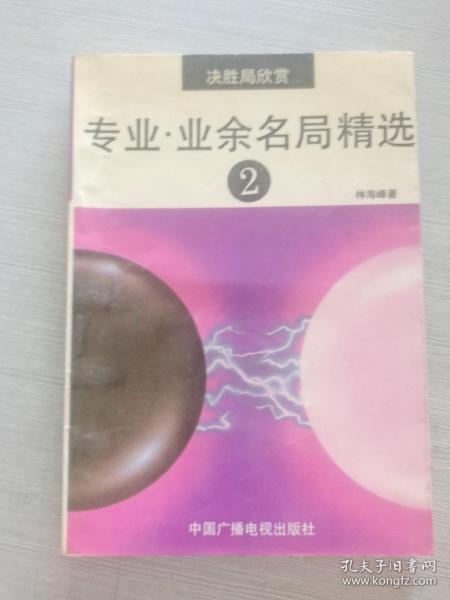 决胜局欣赏
专业·业余名局精选
2
林海峰著
中国广播电视出版社
孔夫子旧书网
www.kongfz.com